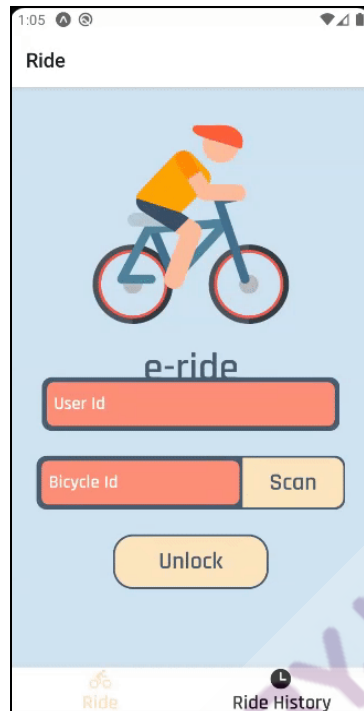 1:05
Ride
e-ride
User Id
Bicycle Id Scan
Unlock
Ride Ride History